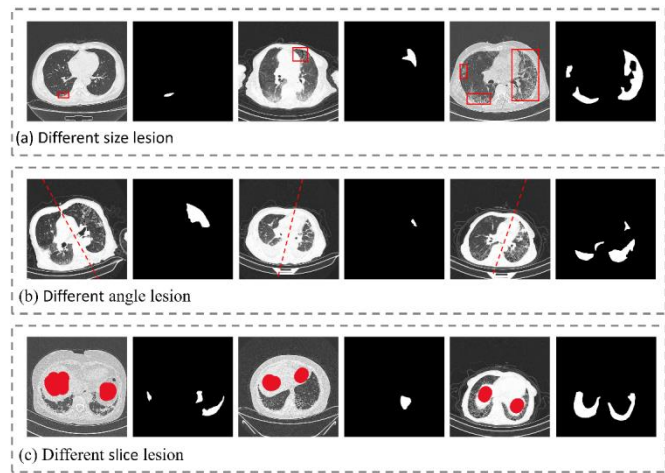 (a) Different size lesion
(b) Different angle lesion
(c) Different slice lesion